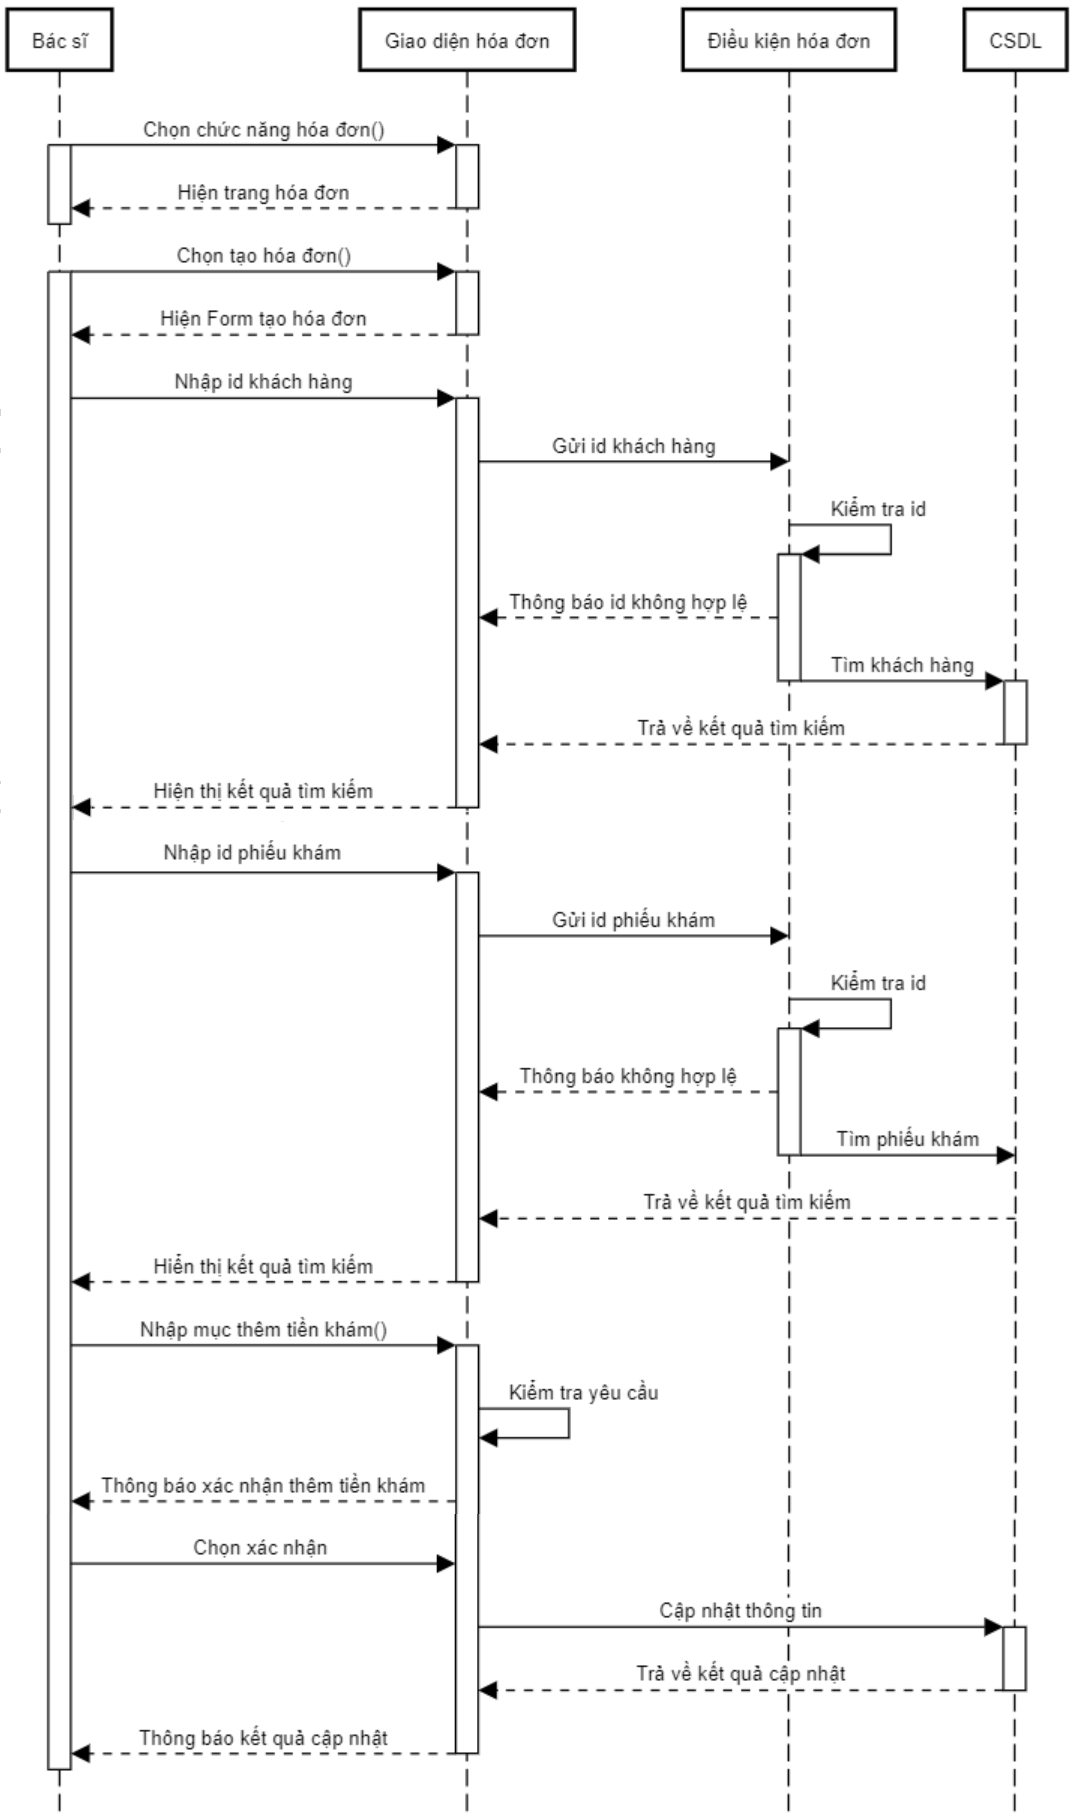 Bác sĩ
Giao diện hóa đơn
Điều kiện hóa đơn
CSDL
Chọn chức năng hóa đơn()
Hiện trang hóa đơn
Chọn tạo hóa đơn()
Hiện Form tạo hóa đơn
Nhập id khách hàng
Gửi id khách hàng
Kiểm tra id
Thông báo id không hợp lệ
Tìm khách hàng
Trả về kết quả tìm kiếm
Hiện thị kết quả tìm kiếm
Nhập id phiếu khám
Gửi id phiếu khám
Kiểm tra id
Thông báo không hợp lệ
Tìm phiếu khám
Trả về kết quả tìm kiếm
Hiển thị kết quả tìm kiếm
Nhập mục thêm tiền khám()
Kiểm tra yêu cầu
Thông báo xác nhận thêm tiền khám
Chọn xác nhận
Cập nhật thông tin
Trả về kết quả cập nhật
Thông báo kết quả cập nhật